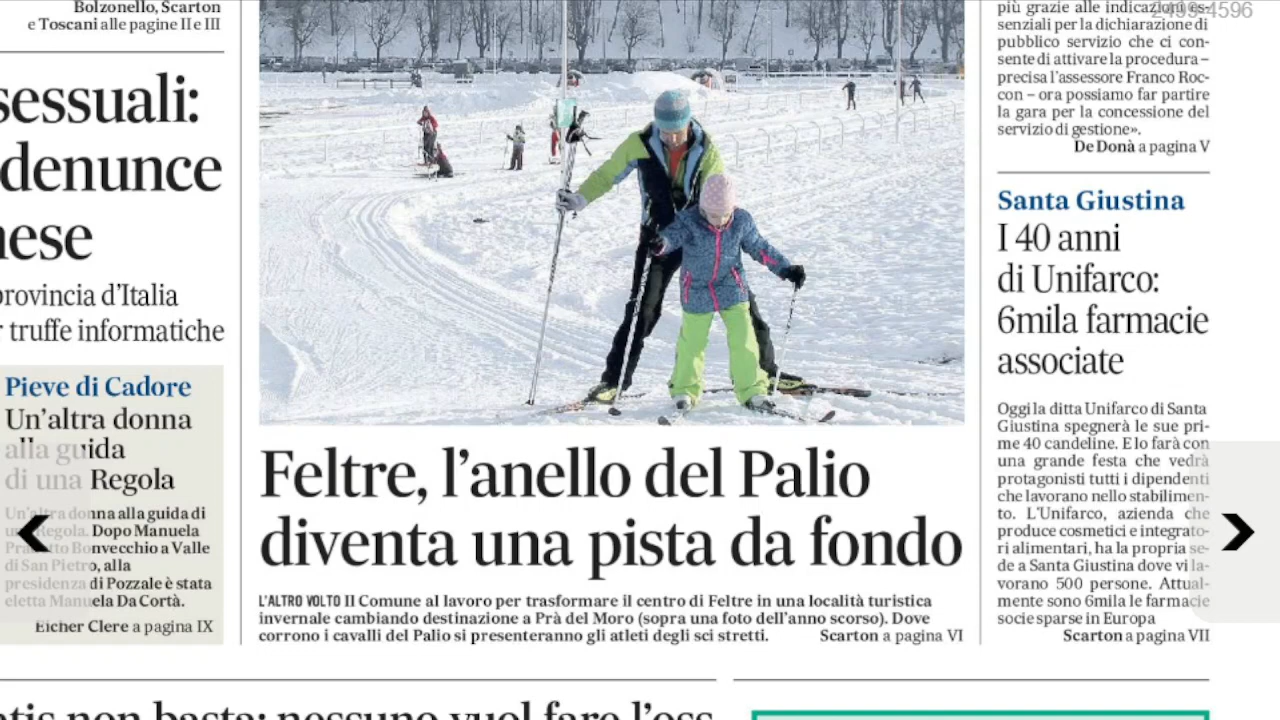 Bolzonello, Scarton
e Toscani alle pagine II e III
sessuali:
denunce
nese
provincia d'Italia
r truffe informatiche
Pieve di Cadore
Un'altra donna
alla guida
di una Regola
Un'altra donna alla guida di
una Regola. Dopo Manuela
Bonvecchio a Valle
di San Pietro, alla
presidenza di Pozzale è stata
eletta Manuela Da Cortà.
Eicher Clere a pagina IX
Feltre, l'anello del Palio
diventa una pista da fondo
L'ALTRO VOLTO Il Comune al lavoro per trasformare il centro di Feltre in una località turistica
invernale cambiando destinazione a Prà del Moro (sopra una foto dell'anno scorso). Dove
corrono i cavalli del Palio si presenteranno gli atleti degli sci stretti. Scarton a pagina VI
2499-4596
più grazie alle indicazioni es-
senziali per la dichiarazione di
pubblico servizio che ci con-
sente di attivare la procedura –
precisa l'assessore Franco Roc-
con – ora possiamo far partire
la gara per la concessione del
servizio di gestione».
De Donà a pagina V
Santa Giustina
I 40 anni
di Unifarco:
6mila farmacie
associate
Oggi la ditta Unifarco di Santa
Giustina spegnerà le sue pri-
me 40 candeline. E lo farà con
una grande festa che vedrà
protagonisti tutti i dipendenti
che lavorano nello stabilimen-
to. L'Unifarco, azienda che
produce cosmetici e integrato-
ri alimentari, ha la propria se-
de a Santa Giustina dove vi la-
vorano 500 persone. Attual-
mente sono 6mila le farmacie
socie sparse in Europa
Scarton a pagina VII
atis non basta: nessuno vuol fare l'oss